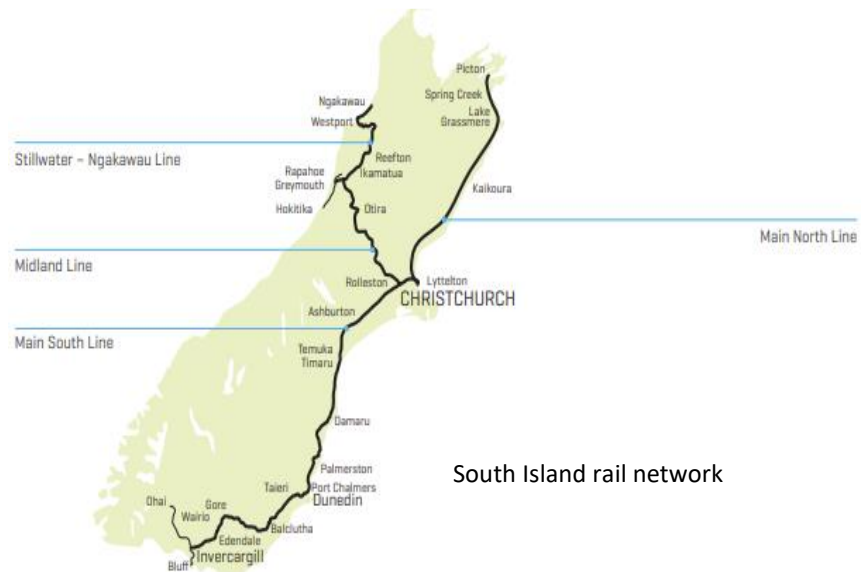 Picton
Spring Creek
Lake
Grassmere
Ngakawau
Westport
Stillwater – Ngakawau Line
Reefton
Ikamatua
Rapahoe
Greymouth
Hokitika
Otira
Kaikoura
Main North Line
Midland Line
Rolleston
Lyttelton
CHRISTCHURCH
Ashburton
Main South Line
Temuka
Timaru
Damaru
Palmerston
South Island rail network
Taieri
Port Chalmers
Dunedin
Ohai
Gore
Wairio
Balclutha
Edendale
Invercargill
Bluff